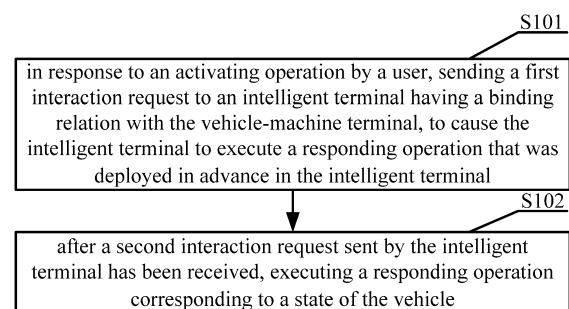 S101
in response to an activating operation by a user, sending a first
interaction request to an intelligent terminal having a binding
relation with the vehicle-machine terminal, to cause the
intelligent terminal to execute a responding operation that was
deployed in advance in the intelligent terminal
S102
after a second interaction request sent by the intelligent
terminal has been received, executing a responding operation
corresponding to a state of the vehicle